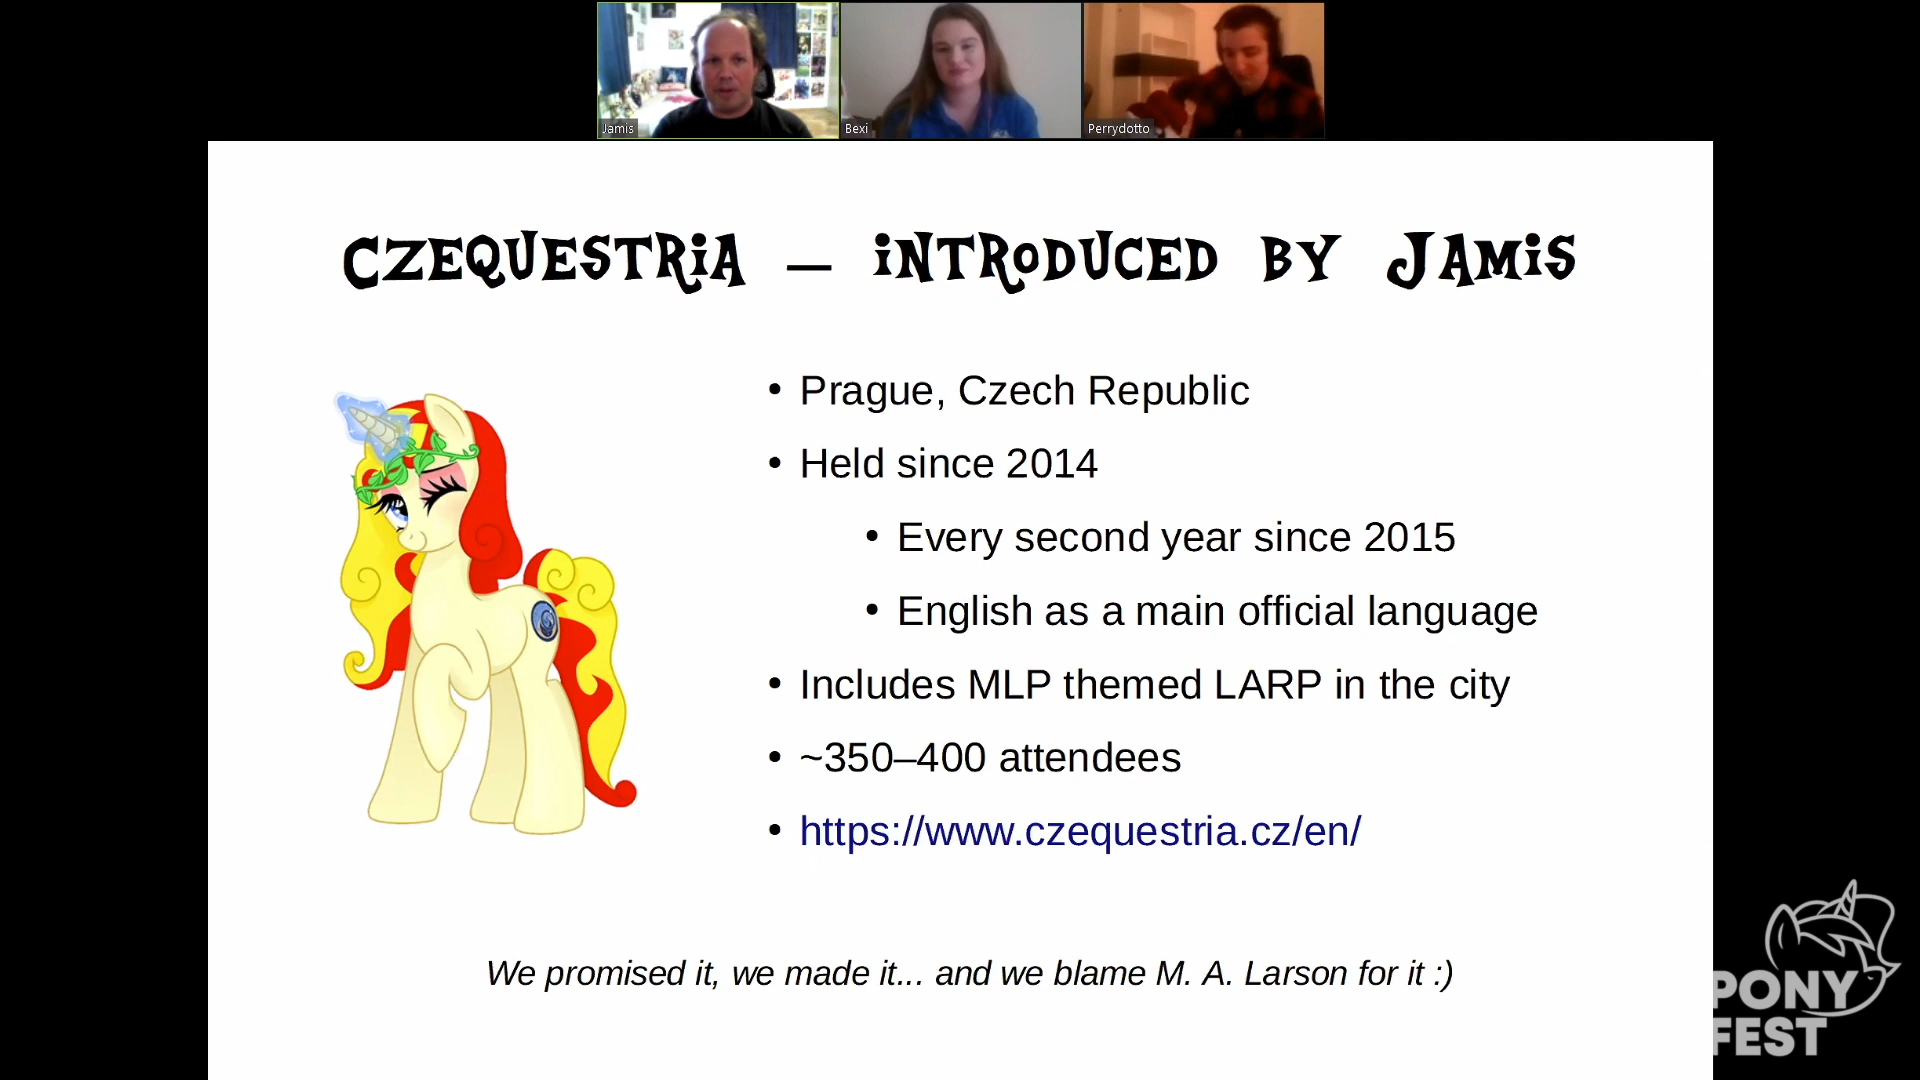 Jamis
Bexi
Perrydotto
CZEQUESTRiA — iNTRoDUCED BY JAMiS
• Prague, Czech Republic
• Held since 2014
• Every second year since 2015
• English as a main official language
• Includes MLP themed LARP in the city
• ~350–400 attendees
• https://www.czequestria.cz/en/
We promised it, we made it... and we blame M. A. Larson for it :)
PONY
FEST